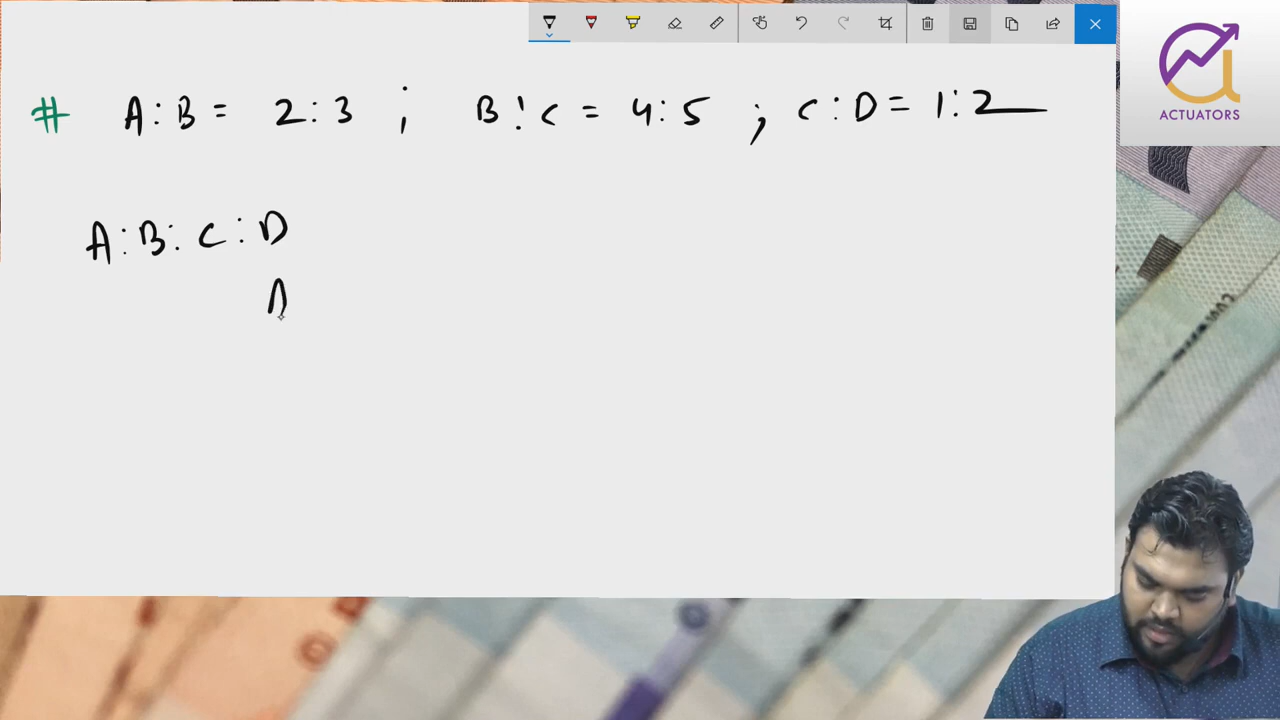 # A:B = 2:3 ; B:C = 4:5 ; C:D = 1:2
A:B:C:D
ACTUATORS